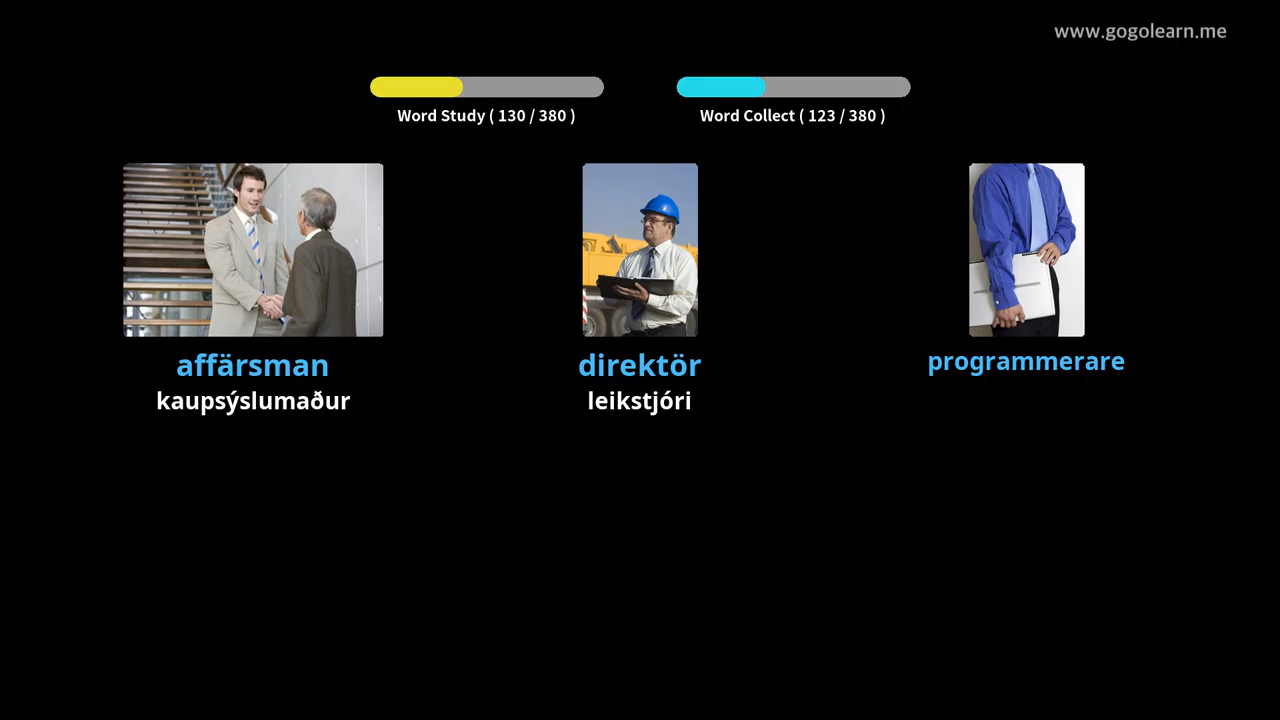 www.gogolearn.me
Word Study ( 130 / 380 )
Word Collect ( 123 / 380 )
affärsman
direktör
programmerare
kaupsýslumaður
leikstjóri